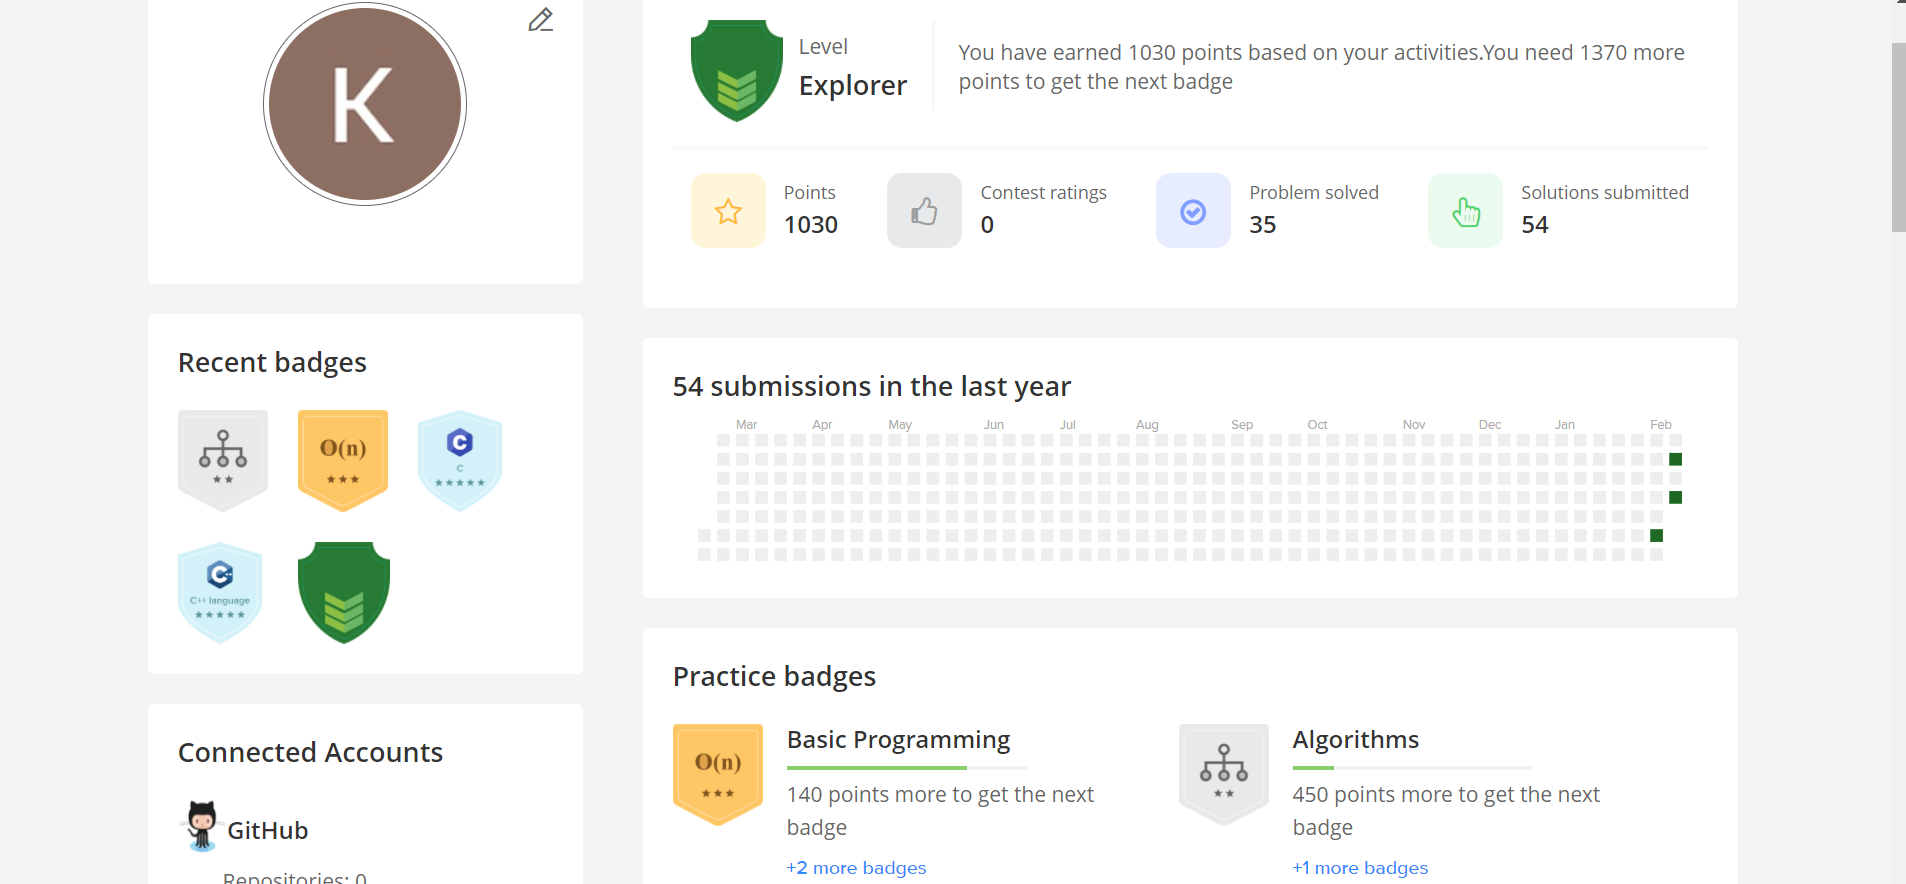 K
Level
Explorer
You have earned 1030 points based on your activities.You need 1370 more
points to get the next badge
Points
1030
Contest ratings
0
Problem solved
35
Solutions submitted
54
Recent badges
O(n)
C
C
C++
C++ language
54 submissions in the last year
Mar Apr May Jun Jul Aug Sep Oct Nov Dec Jan Feb
Practice badges
O(n)
Basic Programming
140 points more to get the next
badge
+2 more badges
Algorithms
450 points more to get the next
badge
+1 more badges
Connected Accounts
GitHub
Repositories: 0